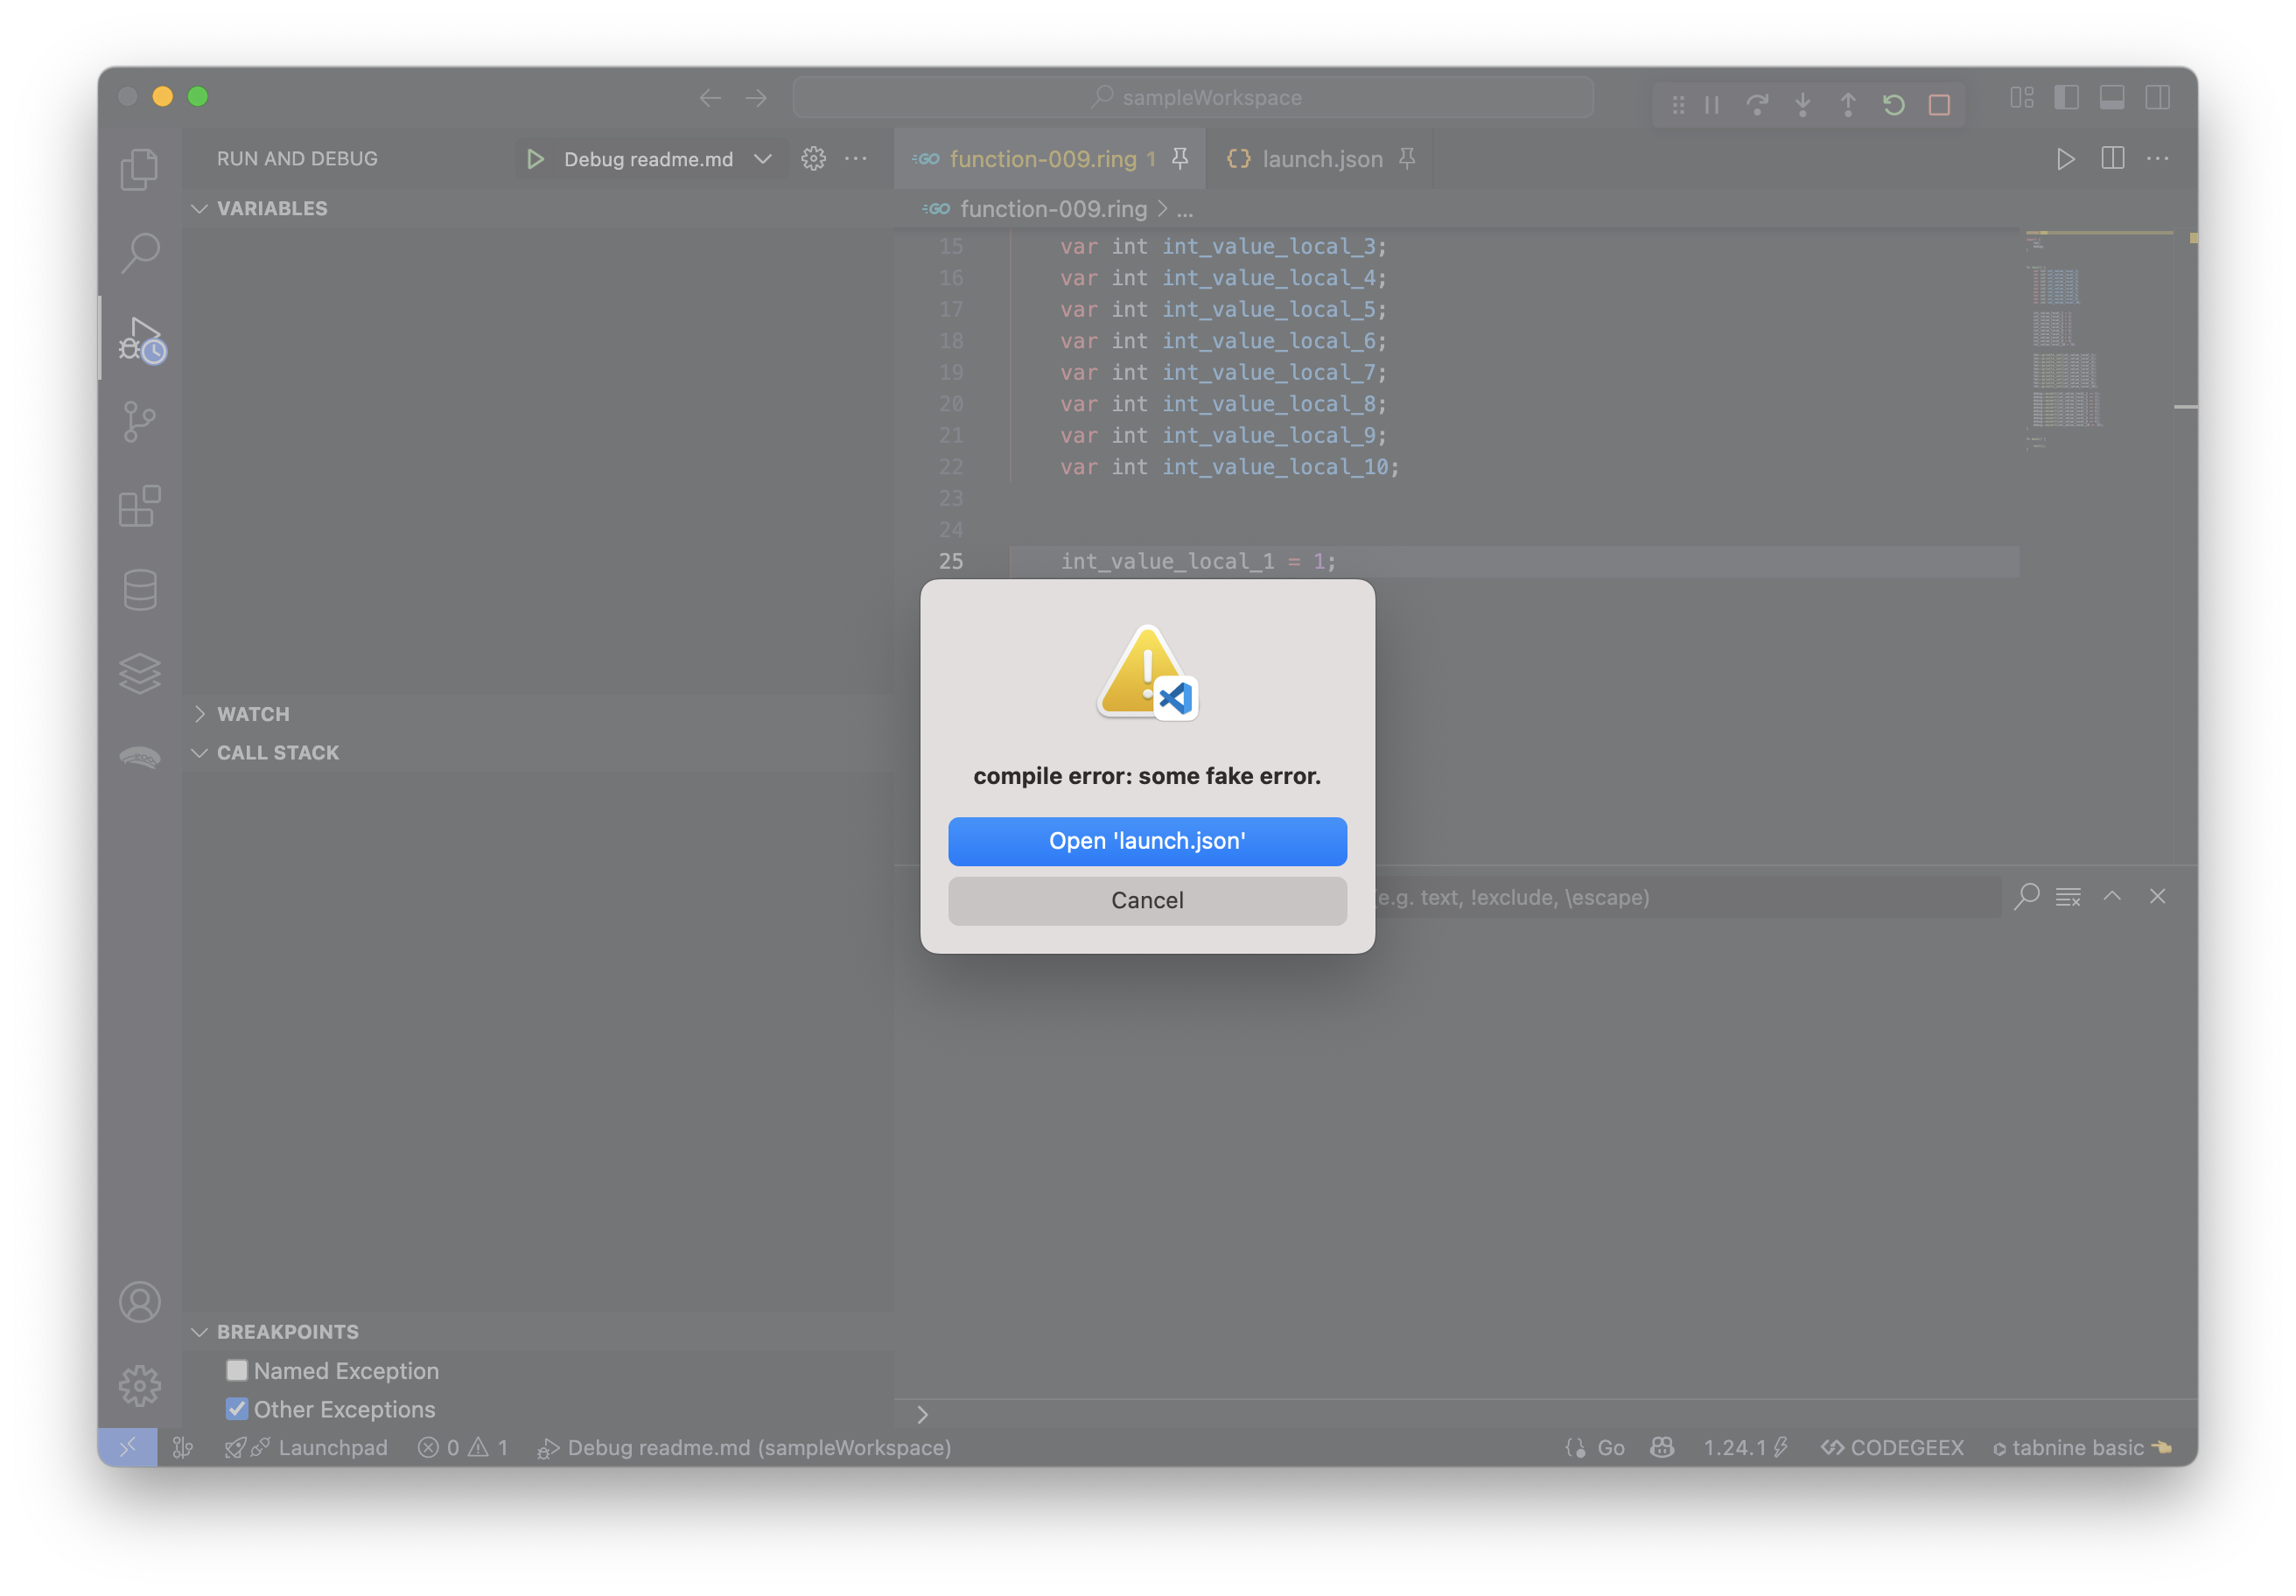 sampleWorkspace
RUN AND DEBUG
Debug readme.md
GO function-009.ring 1
{} launch.json
VARIABLES
GO function-009.ring > ...
15 var int int_value_local_3;
16 var int int_value_local_4;
17 var int int_value_local_5;
18 var int int_value_local_6;
19 var int int_value_local_7;
20 var int int_value_local_8;
21 var int int_value_local_9;
22 var int int_value_local_10;
23
24
25 int_value_local_1 = 1;
WATCH
CALL STACK
compile error: some fake error.
Open 'launch.json'
Cancel
e.g. text, !exclude, \escape)
BREAKPOINTS
Named Exception
Other Exceptions
Launchpad 0 1 Debug readme.md (sampleWorkspace) Go 1.24.1 CODEGEEX tabnine basic